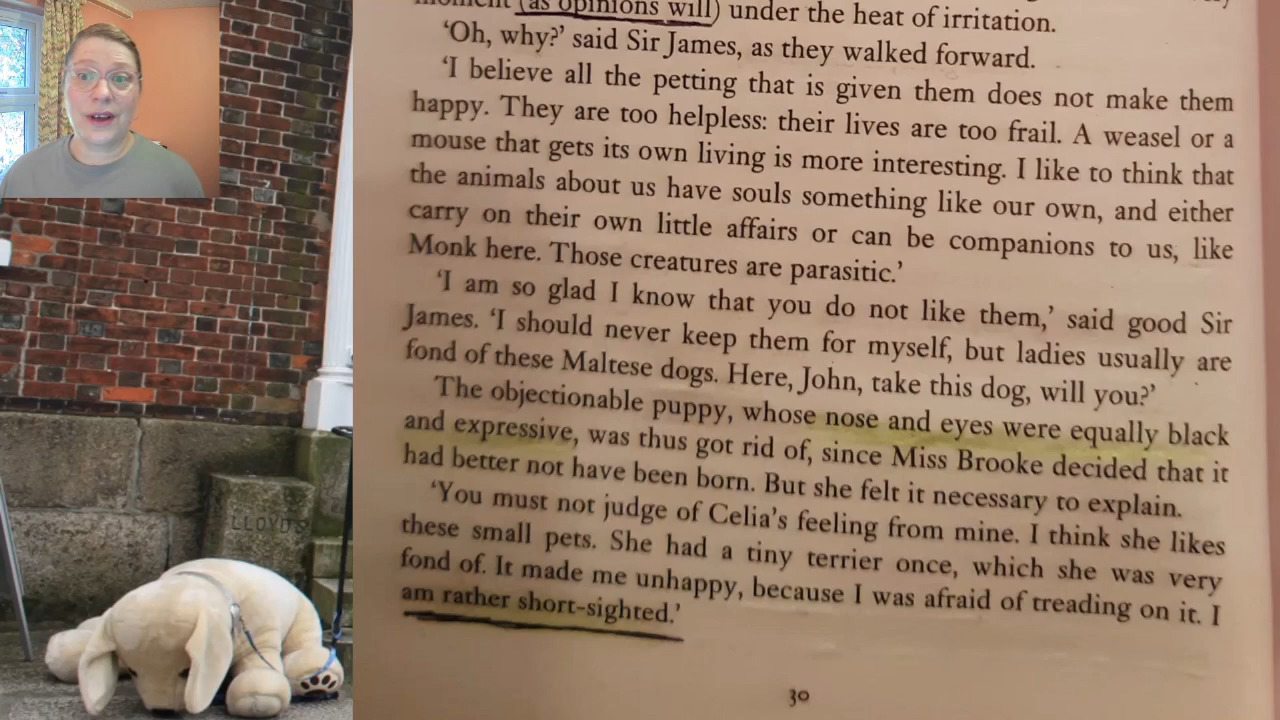 moment (as opinions will) under the heat of irritation.
‘Oh, why?’ said Sir James, as they walked forward.
‘I believe all the petting that is given them does not make them
happy. They are too helpless: their lives are too frail. A weasel or a
mouse that gets its own living is more interesting. I like to think that
the animals about us have souls something like our own, and either
carry on their own little affairs or can be companions to us, like
Monk here. Those creatures are parasitic.’
‘I am so glad I know that you do not like them,’ said good Sir
James. ‘I should never keep them for myself, but ladies usually are
fond of these Maltese dogs. Here, John, take this dog, will you?’
The objectionable puppy, whose nose and eyes were equally black
and expressive, was thus got rid of, since Miss Brooke decided that it
had better not have been born. But she felt it necessary to explain.
‘You must not judge of Celia’s feeling from mine. I think she likes
these small pets. She had a tiny terrier once, which she was very
fond of. It made me unhappy, because I was afraid of treading on it. I
am rather short-sighted.’
30
LLOYDS